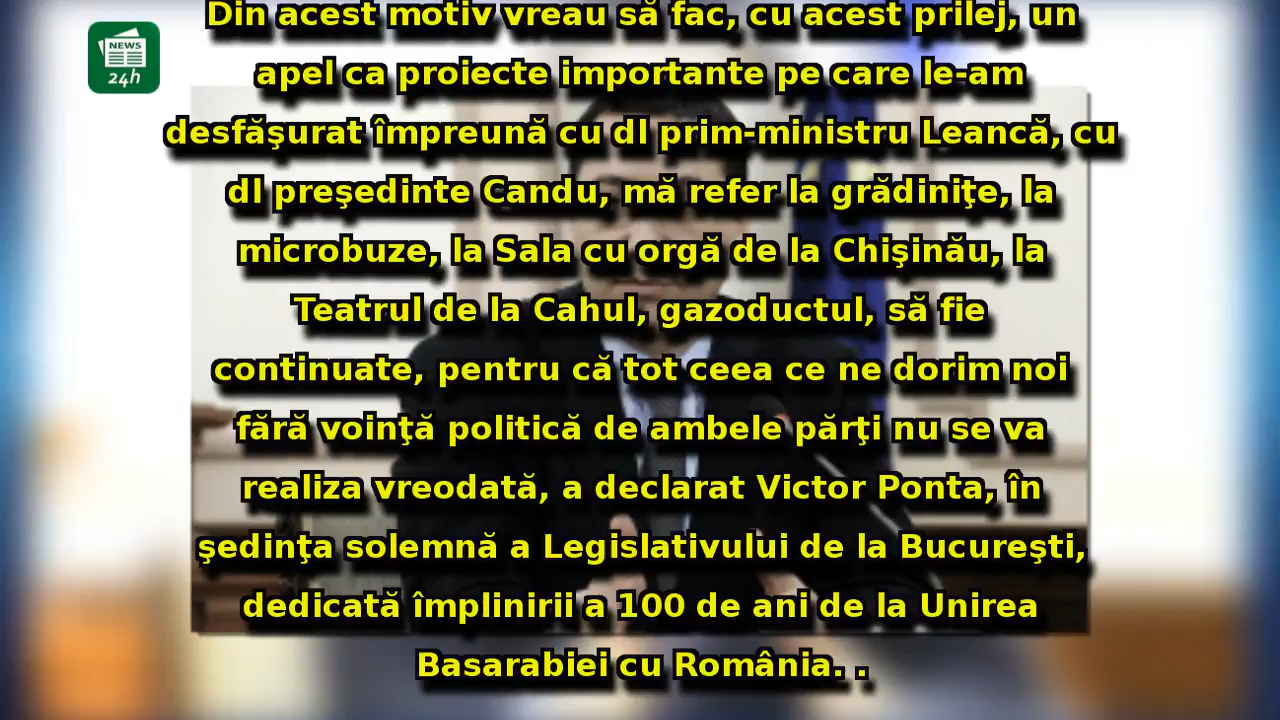 Din acest motiv vreau să fac, cu acest prilej, un
NEWS
24h
apel ca proiecte importante pe care le-am
desfăşurat împreună cu dl prim-ministru Leancă, cu
dl preşedinte Candu, mă refer la grădiniţe, la
microbuze, la Sala cu orgă de la Chişinău, la
Teatrul de la Cahul, gazoductul, să fie
continuate, pentru că tot ceea ce ne dorim noi
fără voinţă politică de ambele părţi nu se va
realiza vreodată, a declarat Victor Ponta, în
şedinţa solemnă a Legislativului de la Bucureşti,
dedicată împlinirii a 100 de ani de la Unirea
Basarabiei cu România. .